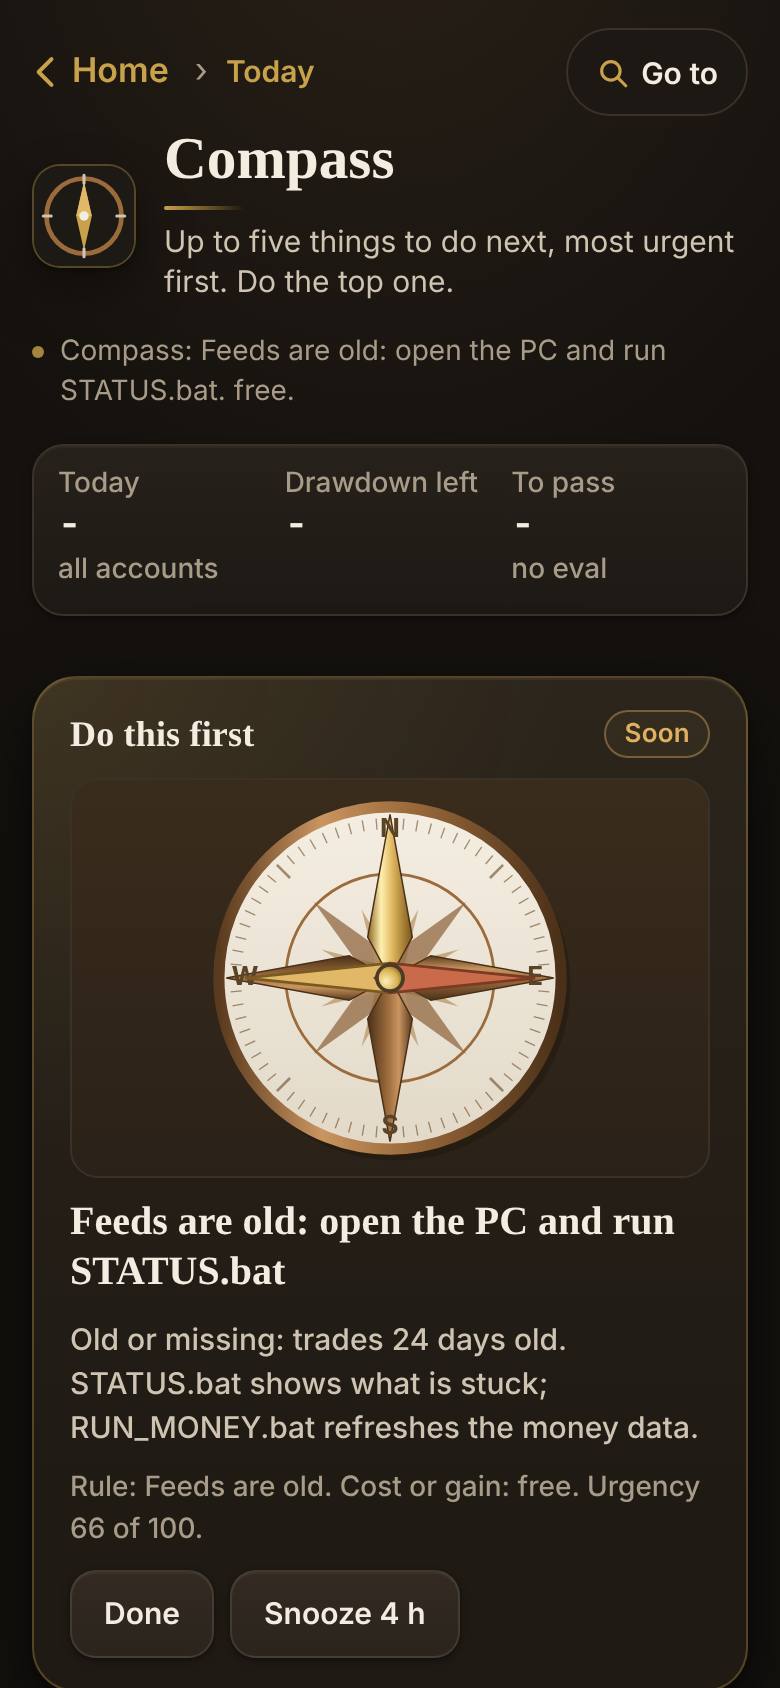 Home › Today
Go to
Compass
Up to five things to do next, most urgent
first. Do the top one.
Compass: Feeds are old: open the PC and run
STATUS.bat. free.
Today
-
all accounts
Drawdown left
-
To pass
-
no eval
Do this first
Soon
N
W
E
S
Feeds are old: open the PC and run
STATUS.bat
Old or missing: trades 24 days old.
STATUS.bat shows what is stuck;
RUN_MONEY.bat refreshes the money data.
Rule: Feeds are old. Cost or gain: free. Urgency
66 of 100.
Done
Snooze 4 h